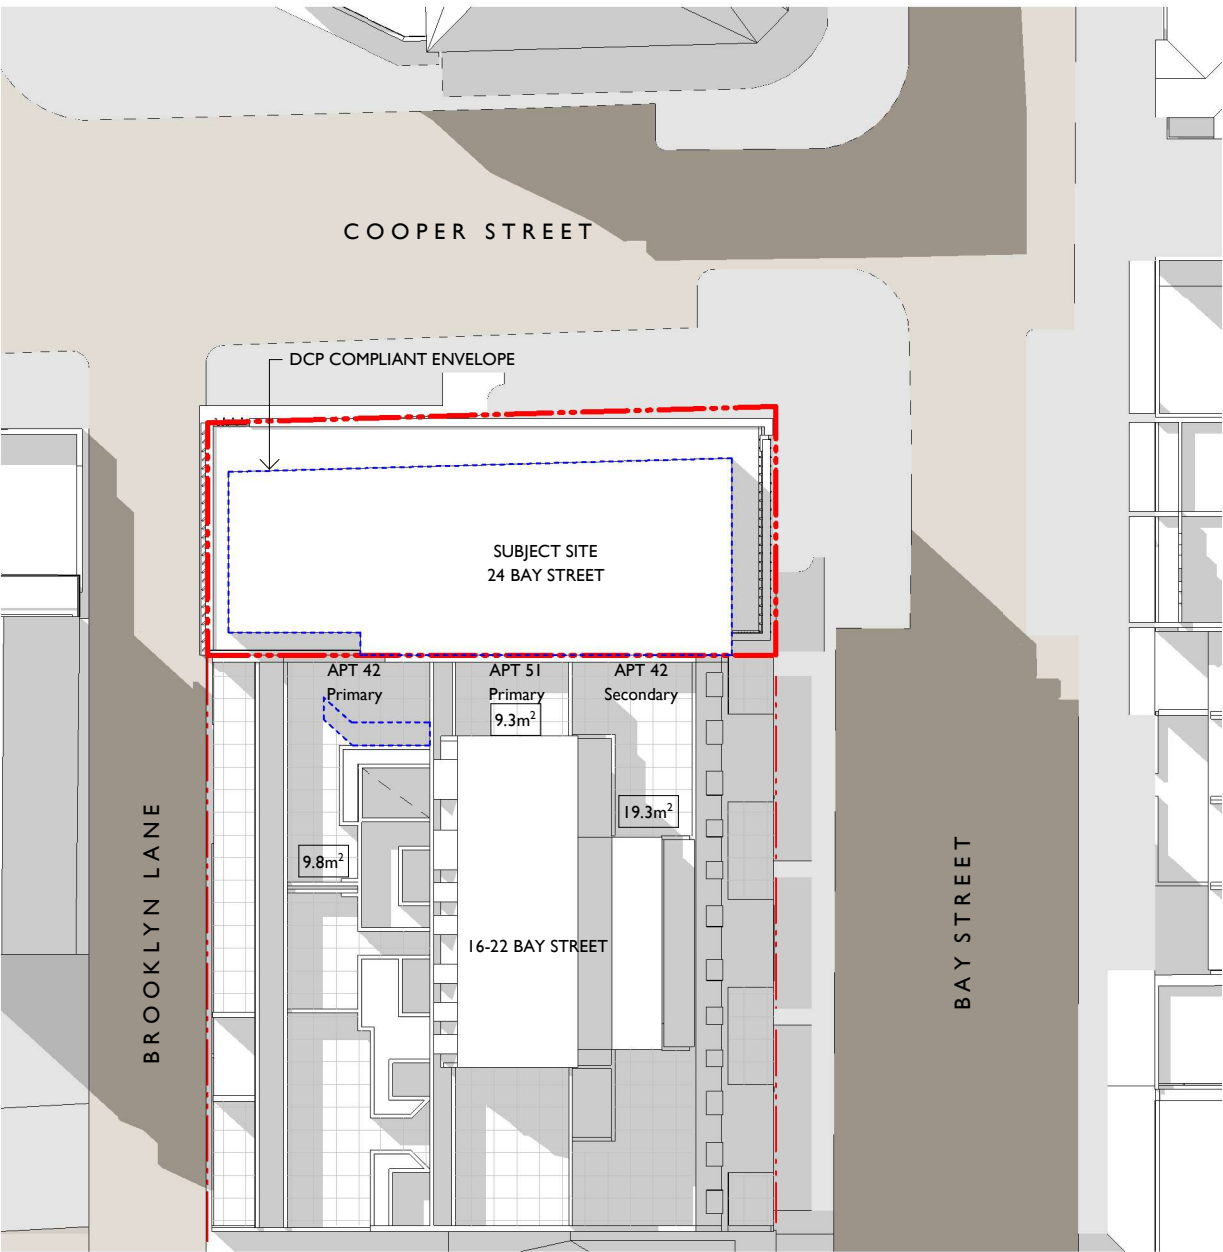 COOPER STREET
DCP COMPLIANT ENVELOPE
SUBJECT SITE
24 BAY STREET
APT 42
Primary
APT 51
Primary
9.3m²
APT 42
Secondary
19.3m²
9.8m²
16-22 BAY STREET
BROOKLYN LANE
BAY STREET